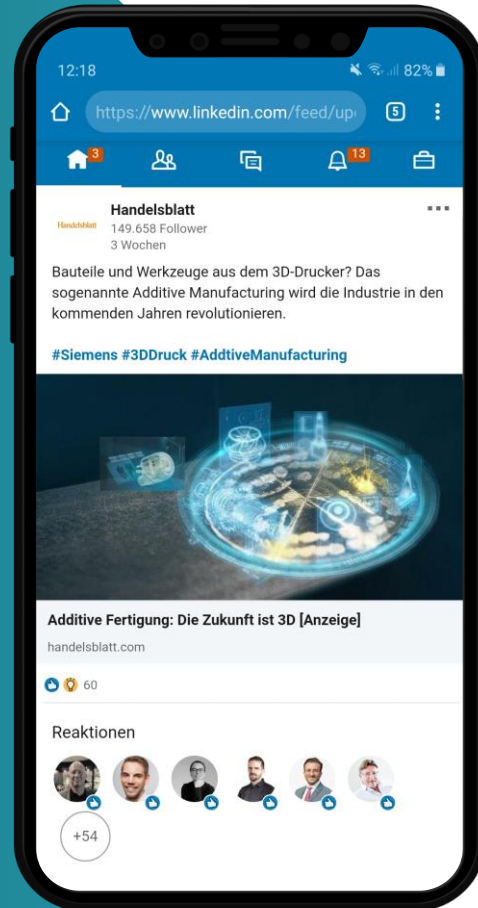 12:18
82%
https://www.linkedin.com/feed/up
5
3
13
Handelsblatt
Handelsblatt
149.658 Follower
3 Wochen
Bauteile und Werkzeuge aus dem 3D-Drucker? Das
sogenannte Additive Manufacturing wird die Industrie in den
kommenden Jahren revolutionieren.
#Siemens #3DDruck #AddtiveManufacturing
Additive Fertigung: Die Zukunft ist 3D [Anzeige]
handelsblatt.com
60
Reaktionen
+54